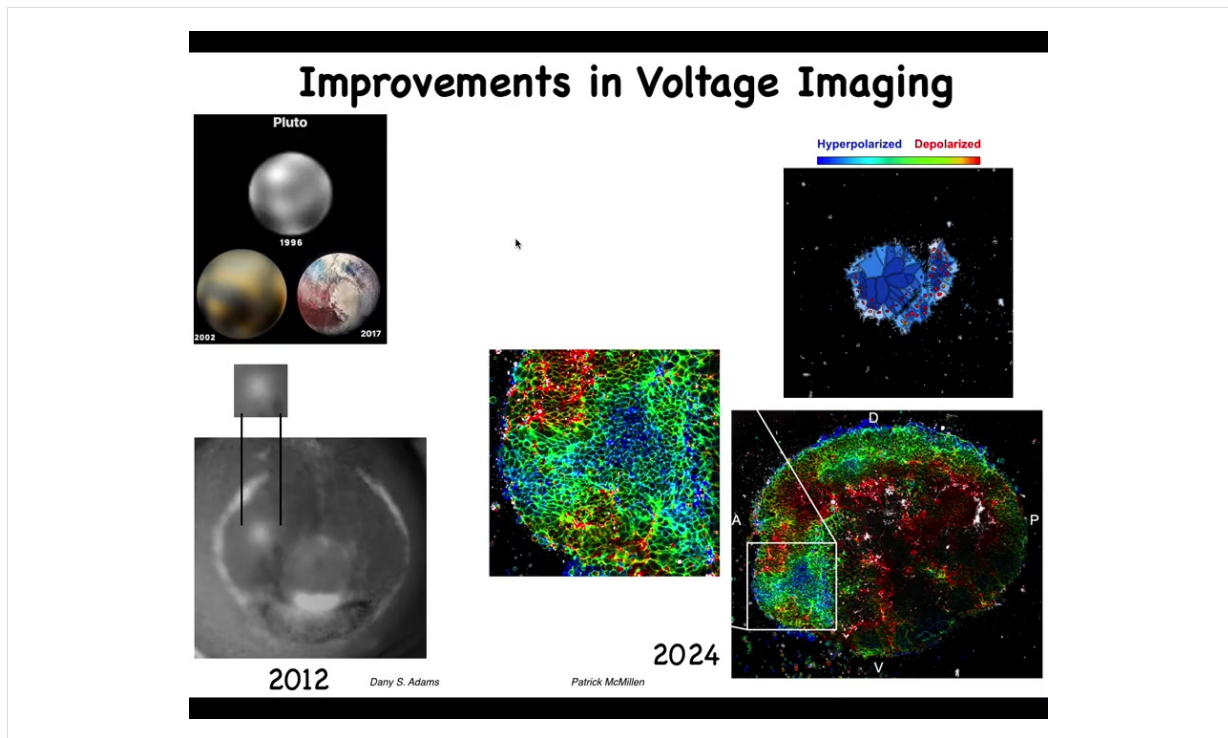 Improvements in Voltage Imaging
Pluto
1996
2002
2017
Hyperpolarized Depolarized
D
A
P
V
2012
Dany S. Adams
Patrick McMillen
2024